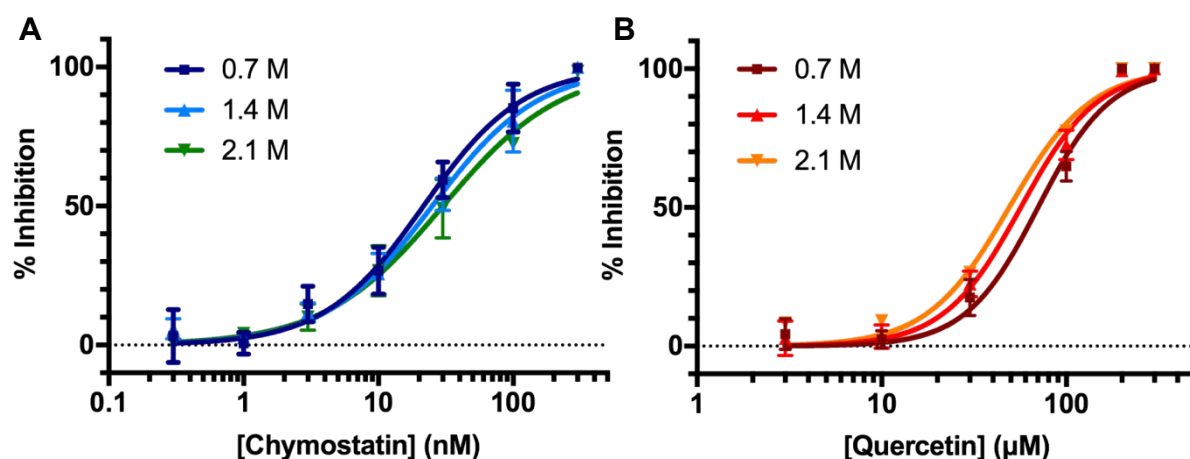 A
100
50
0
% Inhibition
0.7 M
1.4 M
2.1 M
0.1 1 10 100
[Chymostatin] (nM)
B
100
50
0
% Inhibition
0.7 M
1.4 M
2.1 M
1 10 100
[Quercetin] (µM)